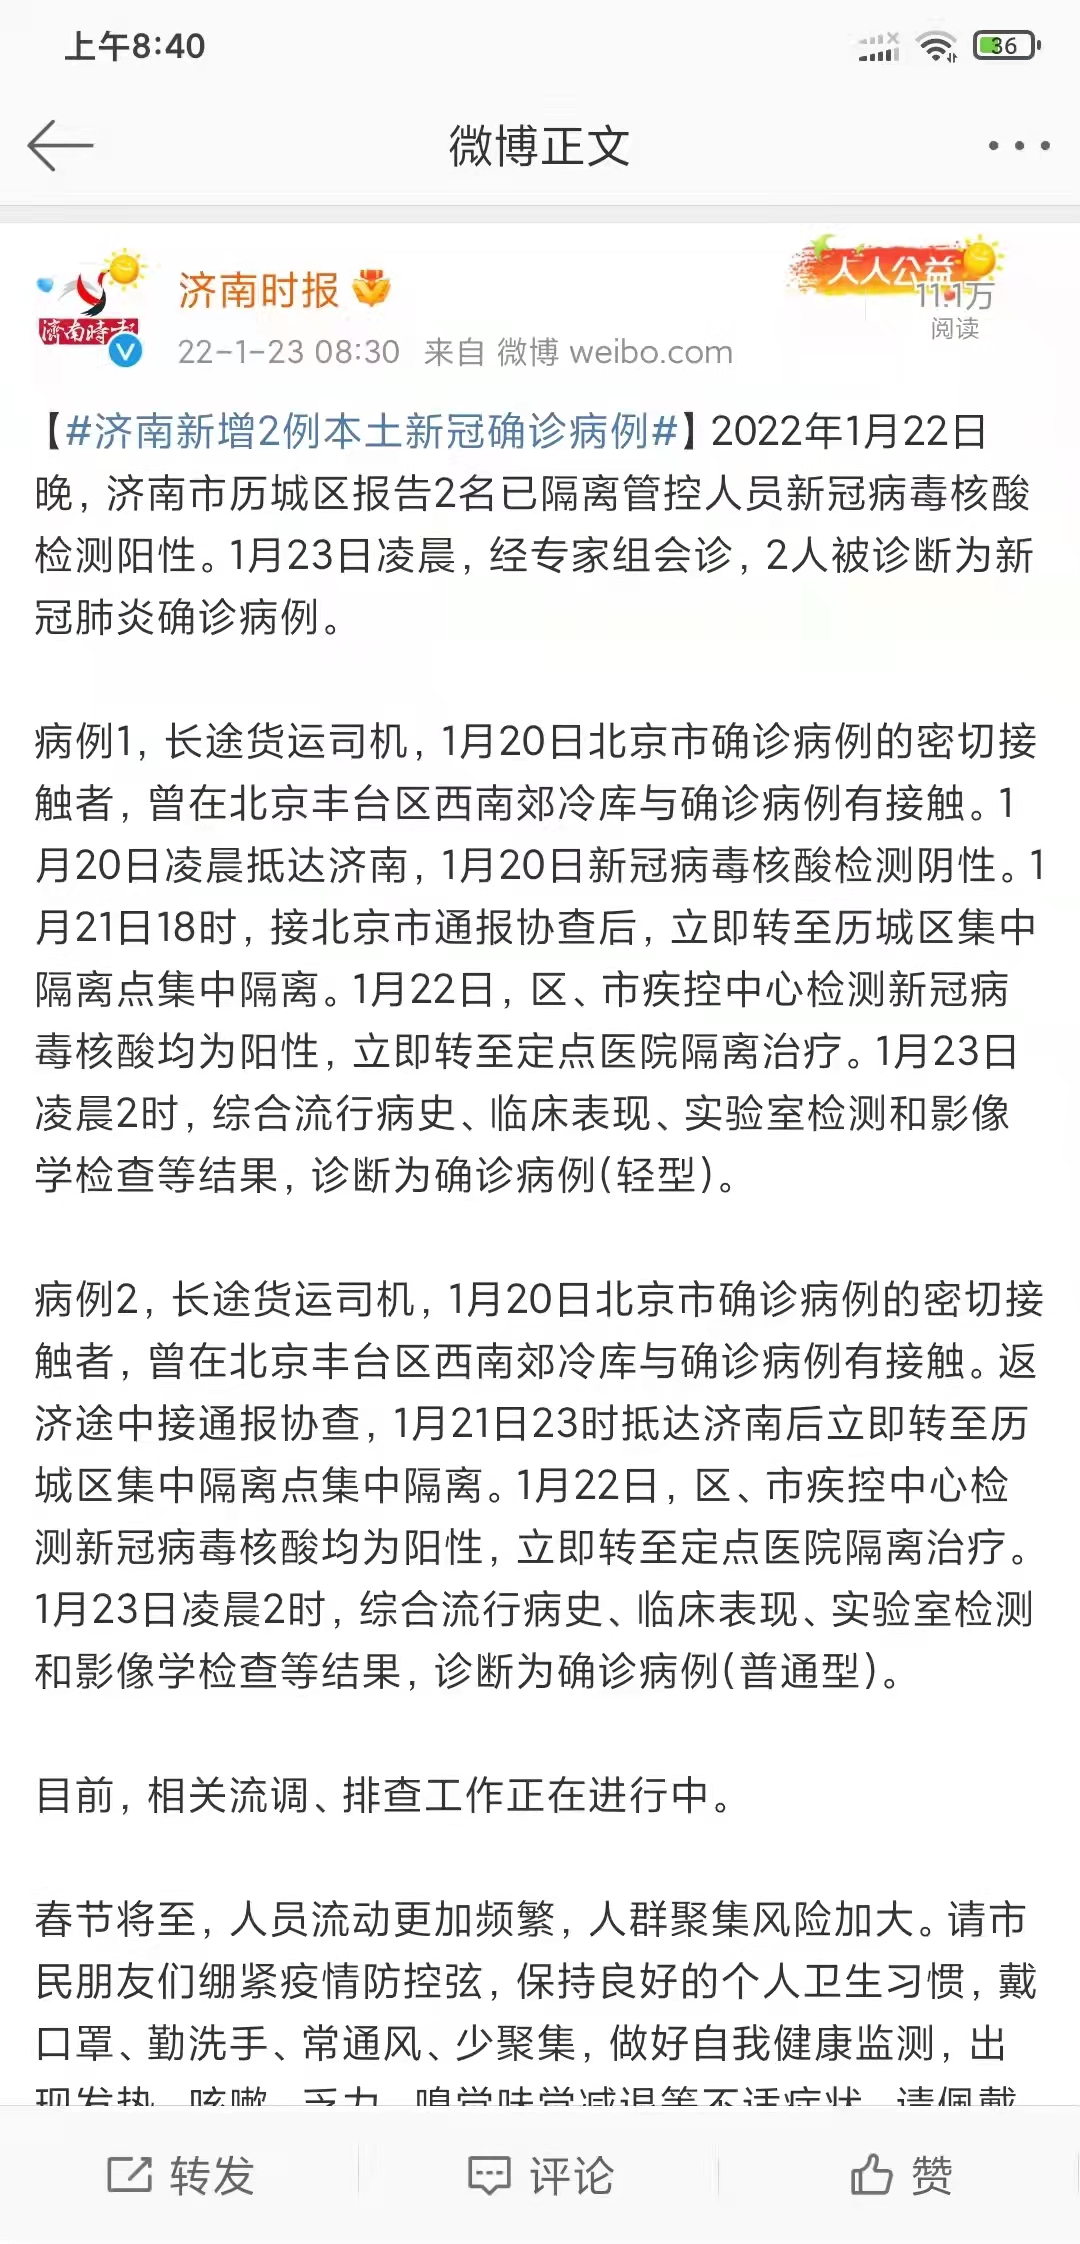 上午8:40
36
微博正文
人人公益
济南时报
11.1万
阅读
濟南時報
22-1-23 08:30 来自 微博 weibo.com
【#济南新增2例本土新冠确诊病例#】2022年1月22日
晚，济南市历城区报告2名已隔离管控人员新冠病毒核酸
检测阳性。1月23日凌晨，经专家组会诊，2人被诊断为新
冠肺炎确诊病例。
病例1，长途货运司机，1月20日北京市确诊病例的密切接
触者，曾在北京丰台区西南郊冷库与确诊病例有接触。1
月20日凌晨抵达济南，1月20日新冠病毒核酸检测阴性。1
月21日18时，接北京市通报协查后，立即转至历城区集中
隔离点集中隔离。1月22日，区、市疾控中心检测新冠病
毒核酸均为阳性，立即转至定点医院隔离治疗。1月23日
凌晨2时，综合流行病史、临床表现、实验室检测和影像
学检查等结果，诊断为确诊病例(轻型)。
病例2，长途货运司机，1月20日北京市确诊病例的密切接
触者，曾在北京丰台区西南郊冷库与确诊病例有接触。返
济途中接通报协查，1月21日23时抵达济南后立即转至历
城区集中隔离点集中隔离。1月22日，区、市疾控中心检
测新冠病毒核酸均为阳性，立即转至定点医院隔离治疗。
1月23日凌晨2时，综合流行病史、临床表现、实验室检测
和影像学检查等结果，诊断为确诊病例(普通型)。
目前，相关流调、排查工作正在进行中。
春节将至，人员流动更加频繁，人群聚集风险加大。请市
民朋友们绷紧疫情防控弦，保持良好的个人卫生习惯，戴
口罩、勤洗手、常通风、少聚集，做好自我健康监测，出
现发热、咳嗽、乏力、嗅觉味觉减退等不适症状，请佩戴
转发
评论
赞